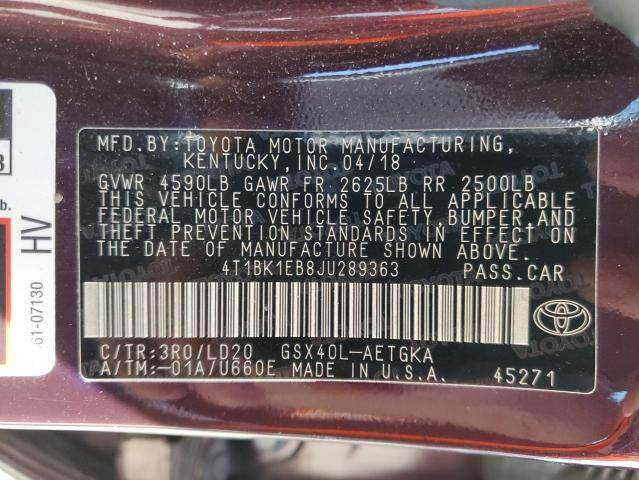 MFD. BY:TOYOTA MOTOR MANUFACTURING,
KENTUCKY, INC. 04/18
GVWR 4590LB GAWR FR 2625LB RR 2500LB
THIS VEHICLE CONFORMS TO ALL APPLICABLE
FEDERAL MOTOR VEHICLE SAFETY, BUMPER, AND
THEFT PREVENTION STANDARDS IN EFFECT ON
THE DATE OF MANUFACTURE SHOWN ABOVE.
4T1BK1EB8JU289363 PASS. CAR
C/TR:3R0/LD20 GSX40L-AETGKA
A/TM:-01A/U660E MADE IN U.S.A. 45271
TOYOTA
HV
61-07130